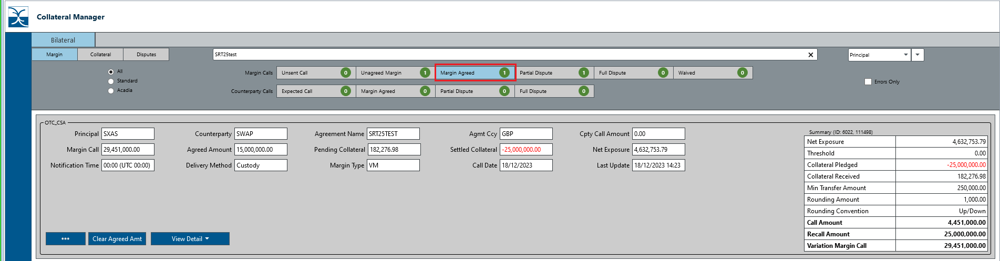 Collateral Manager
Bilateral
Margin Collateral Disputes SRT25test Principal
All
Standard
Acadia
Margin Calls Unsent Call 0 Unagreed Margin 1 Margin Agreed 1 Partial Dispute 1 Full Dispute 0 Waived 0
Errors Only
Counterparty Calls Expected Call 0 Margin Agreed 0 Partial Dispute 0 Full Dispute 0
OTC_CSA
Principal SXAS Counterparty SWAP Agreement Name SRT25TEST Agmt Ccy GBP Cpty Call Amount 0.00
Margin Call 29,451,000.00 Agreed Amount 15,000,000.00 Pending Collateral 182,276.98 Settled Collateral -25,000,000.00 Net Exposure 4,632,753.79
Notification Time 00:00 (UTC 00:00) Delivery Method Custody Margin Type VM Call Date 18/12/2023 Last Update 18/12/2023 14:23
Summary (ID: 6022, 111498)
Net Exposure 4,632,753.79
Threshold 0.00
Collateral Pledged -25,000,000.00
Collateral Received 182,276.98
Min Transfer Amount 250,000.00
Rounding Amount 1,000.00
Rounding Convention Up/Down
Call Amount 4,451,000.00
Recall Amount 25,000,000.00
Variation Margin Call 29,451,000.00
••• Clear Agreed Amt View Detail